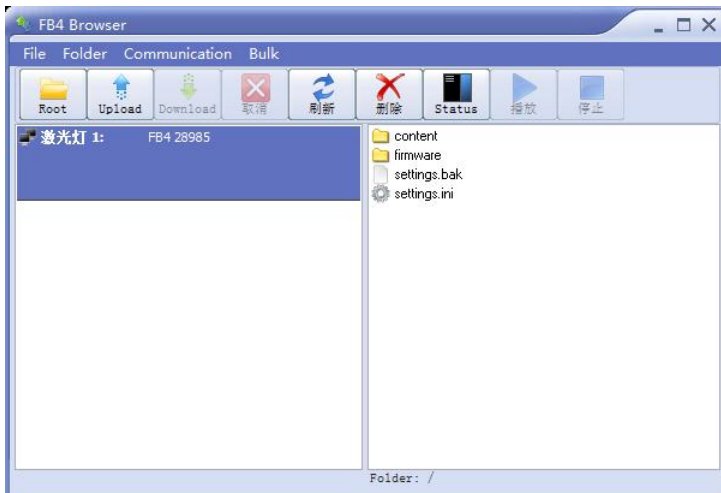 FB4 Browser
File Folder Communication Bulk
Root Upload Download 取消 刷新 删除 Status 播放 停止
激光灯 1: FB4 28985
content
firmware
settings.bak
settings.ini
Folder: /